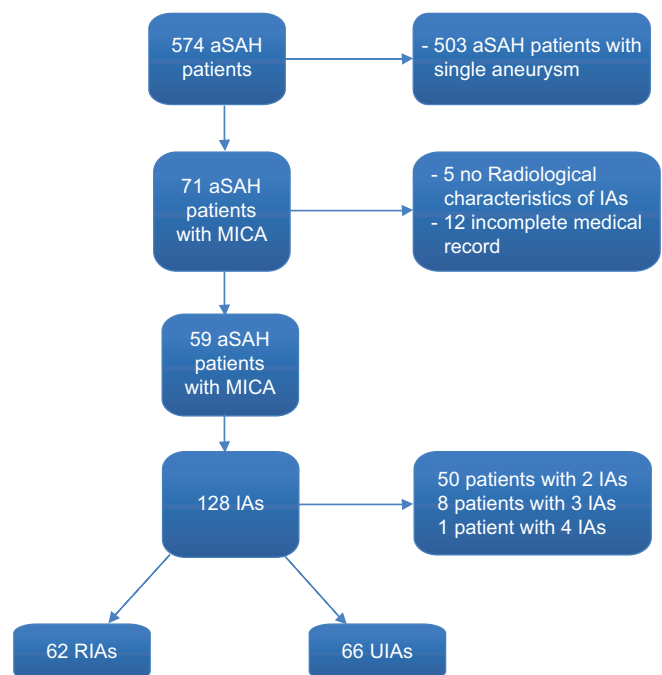 574 aSAH
patients
- 503 aSAH patients with
single aneurysm
71 aSAH
patients
with MICA
- 5 no Radiological
characteristics of IAs
- 12 incomplete medical
record
59 aSAH
patients
with MICA
128 IAs
50 patients with 2 IAs
8 patients with 3 IAs
1 patient with 4 IAs
62 RIAs
66 UIAs